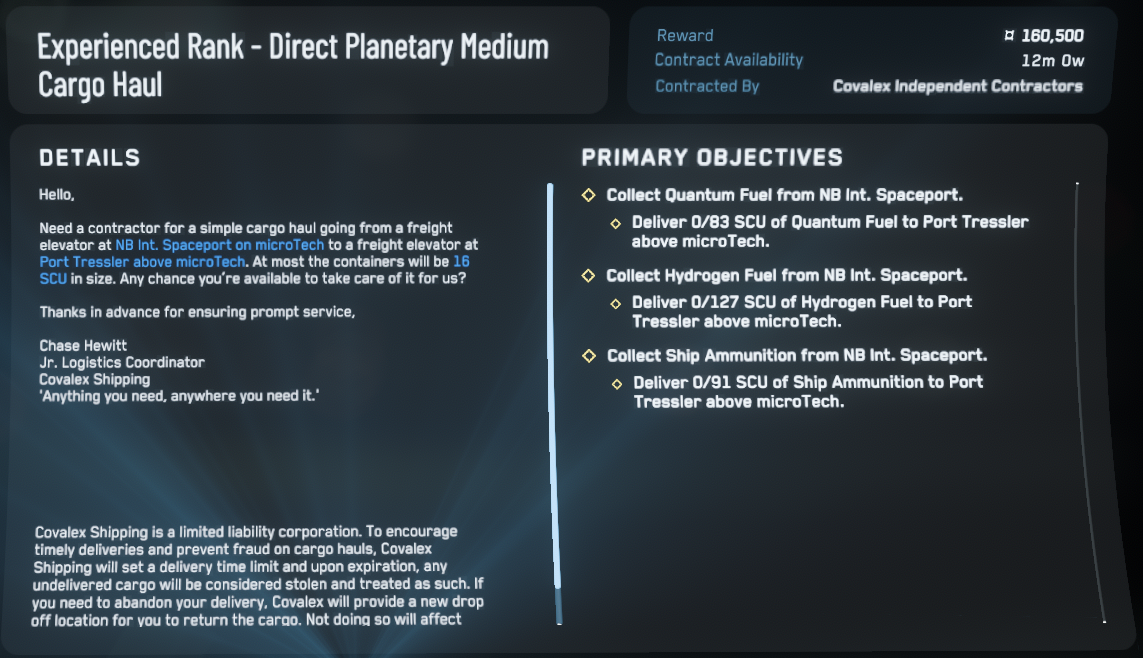 Experienced Rank - Direct Planetary Medium
Cargo Haul
Reward ¤ 160,500
Contract Availability 12m 0w
Contracted By Covalex Independent Contractors
DETAILS
Hello,
Need a contractor for a simple cargo haul going from a freight
elevator at NB Int. Spaceport on microTech to a freight elevator at
Port Tressler above microTech. At most the containers will be 16
SCU in size. Any chance you're available to take care of it for us?
Thanks in advance for ensuring prompt service,
Chase Hewitt
Jr. Logistics Coordinator
Covalex Shipping
'Anything you need, anywhere you need it.'
Covalex Shipping is a limited liability corporation. To encourage
timely deliveries and prevent fraud on cargo hauls, Covalex
Shipping will set a delivery time limit and upon expiration, any
undelivered cargo will be considered stolen and treated as such. If
you need to abandon your delivery, Covalex will provide a new drop
off location for you to return the cargo. Not doing so will affect
PRIMARY OBJECTIVES
Collect Quantum Fuel from NB Int. Spaceport.
Deliver 0/83 SCU of Quantum Fuel to Port Tressler
above microTech.
Collect Hydrogen Fuel from NB Int. Spaceport.
Deliver 0/127 SCU of Hydrogen Fuel to Port
Tressler above microTech.
Collect Ship Ammunition from NB Int. Spaceport.
Deliver 0/91 SCU of Ship Ammunition to Port
Tressler above microTech.